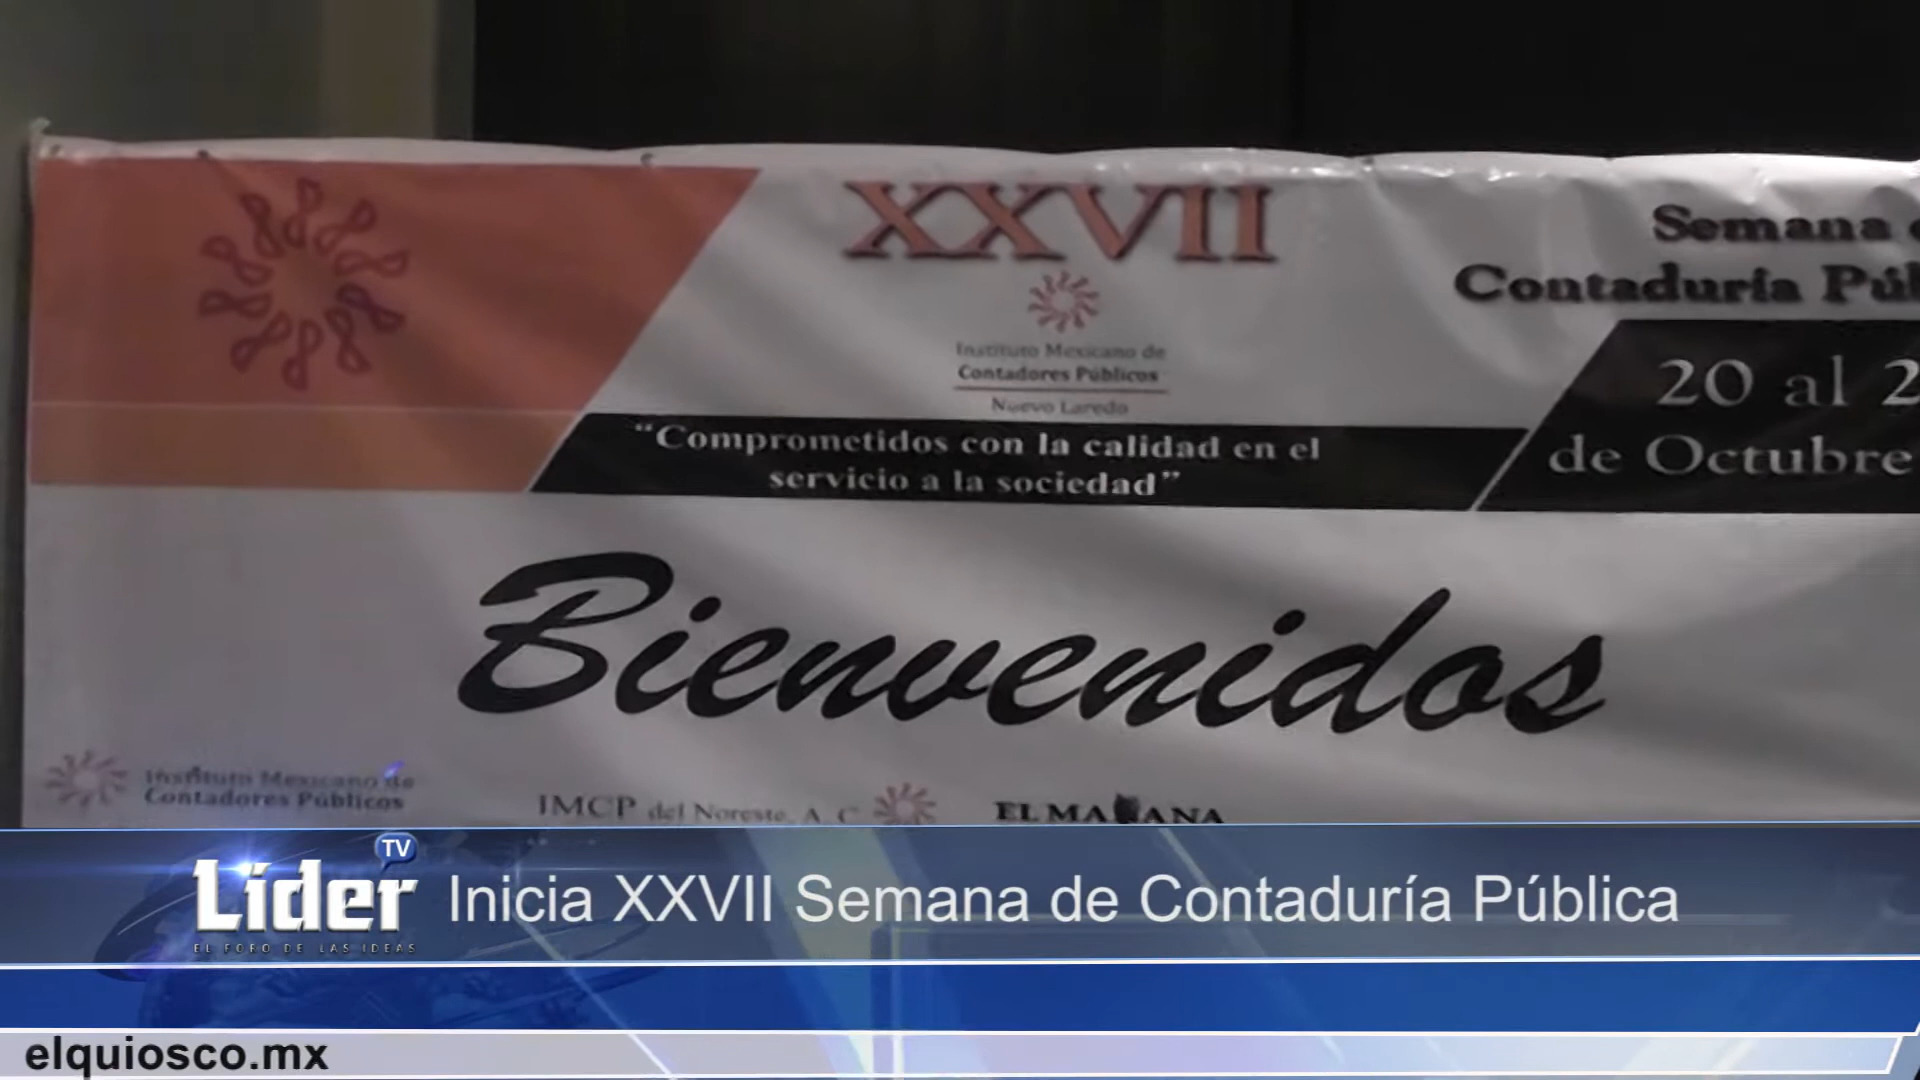 XXVII
Semana
Contaduría
Instituto Mexicano de
Contadores Públicos
Nuevo Laredo
20 al
de Octubre
“Comprometidos con la calidad en el
servicio a la sociedad”
Bienvenidos
Instituto Mexicano de
Contadores Públicos
IMCP del Noreste, A. C.
EL MAÑANA
Líder TV
EL FORO DE LAS IDEAS
Inicia XXVII Semana de Contaduría Pública
elquiosco.mx